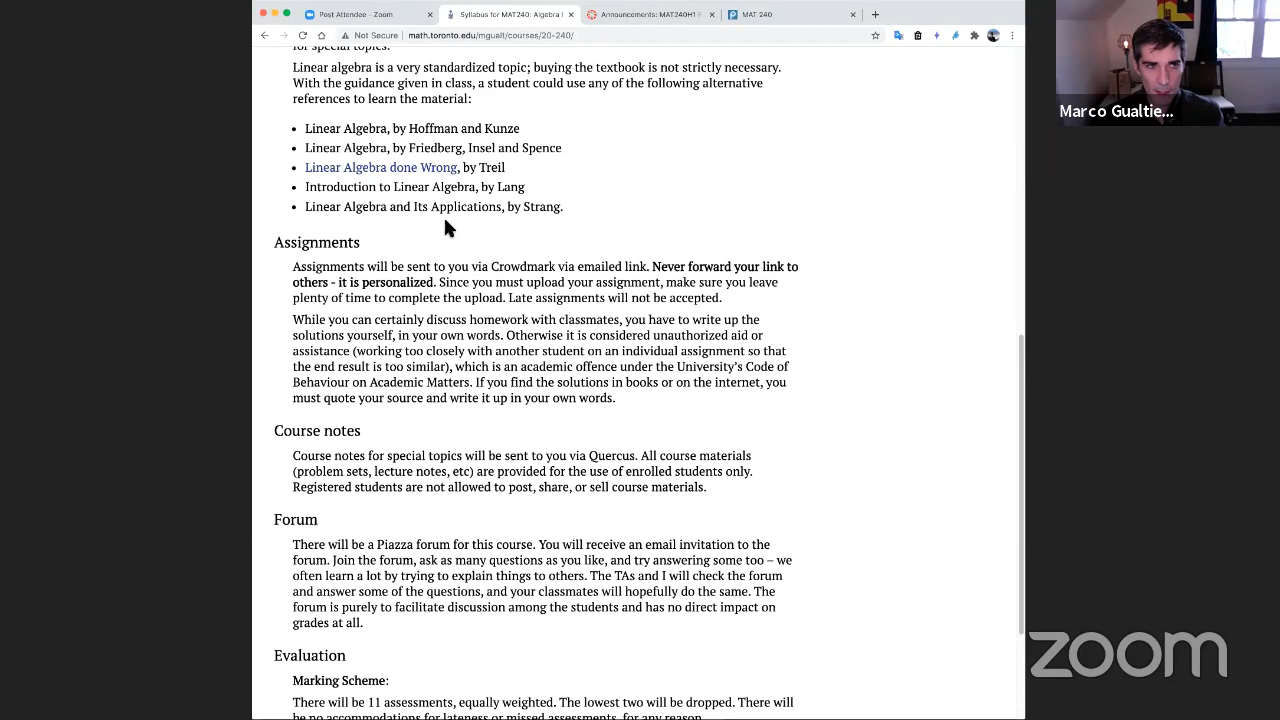 Post Attendee - Zoom
Syllabus for MAT240: Algebra I
Announcements: MAT240H1 F
MAT 240
Not Secure
math.toronto.edu/mgualt/courses/20-240/
for special topics.
Linear algebra is a very standardized topic; buying the textbook is not strictly necessary.
With the guidance given in class, a student could use any of the following alternative
references to learn the material:
• Linear Algebra, by Hoffman and Kunze
• Linear Algebra, by Friedberg, Insel and Spence
• Linear Algebra done Wrong, by Treil
• Introduction to Linear Algebra, by Lang
• Linear Algebra and Its Applications, by Strang.
Assignments
Assignments will be sent to you via Crowdmark via emailed link. Never forward your link to
others - it is personalized. Since you must upload your assignment, make sure you leave
plenty of time to complete the upload. Late assignments will not be accepted.
While you can certainly discuss homework with classmates, you have to write up the
solutions yourself, in your own words. Otherwise it is considered unauthorized aid or
assistance (working too closely with another student on an individual assignment so that
the end result is too similar), which is an academic offence under the University's Code of
Behaviour on Academic Matters. If you find the solutions in books or on the internet, you
must quote your source and write it up in your own words.
Course notes
Course notes for special topics will be sent to you via Quercus. All course materials
(problem sets, lecture notes, etc) are provided for the use of enrolled students only.
Registered students are not allowed to post, share, or sell course materials.
Forum
There will be a Piazza forum for this course. You will receive an email invitation to the
forum. Join the forum, ask as many questions as you like, and try answering some too – we
often learn a lot by trying to explain things to others. The TAs and I will check the forum
and answer some of the questions, and your classmates will hopefully do the same. The
forum is purely to facilitate discussion among the students and has no direct impact on
grades at all.
Evaluation
Marking Scheme:
There will be 11 assessments, equally weighted. The lowest two will be dropped. There will
be no accommodations for lateness or missed assessments, for any reason.
Marco Gualtie...
zoom